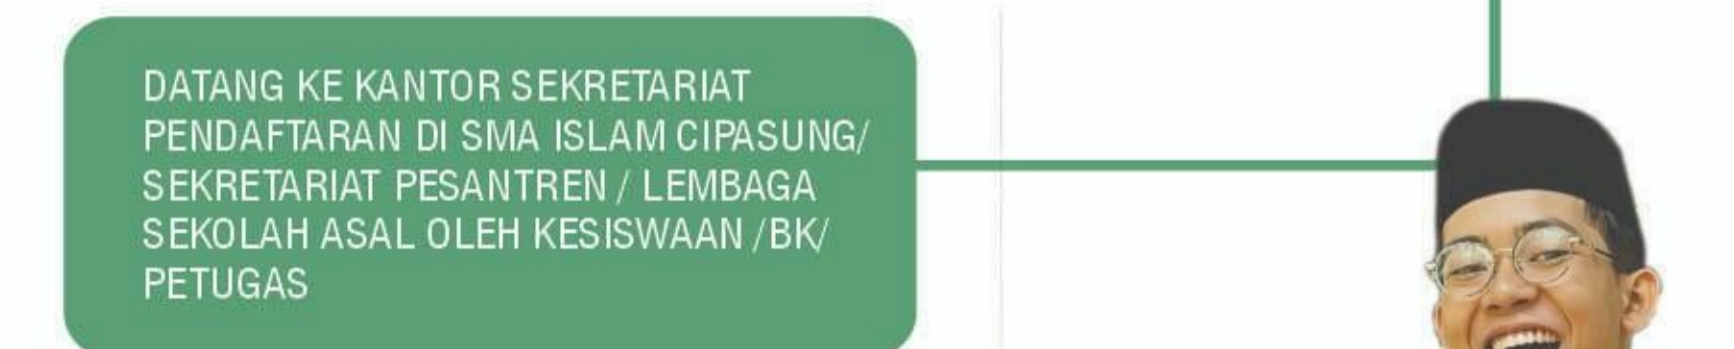 DATANG KE KANTOR SEKRETARIAT
PENDAFTARAN DI SMA ISLAM CIPASUNG/
SEKRETARIAT PESANTREN / LEMBAGA
SEKOLAH ASAL OLEH KESISWAAN /BK/
PETUGAS